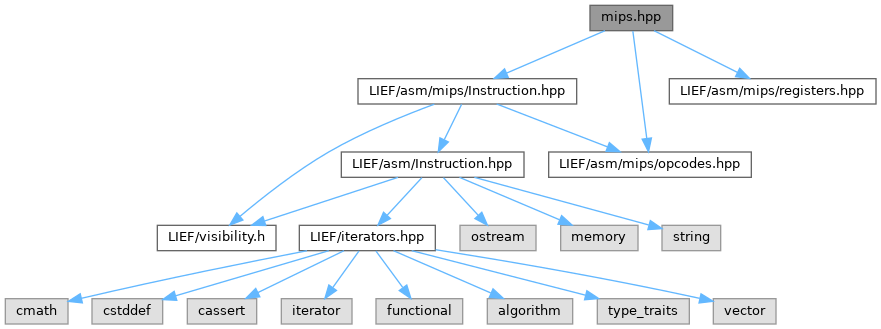 mips.hpp
LIEF/asm/mips/Instruction.hpp
LIEF/asm/mips/registers.hpp
LIEF/asm/Instruction.hpp
LIEF/asm/mips/opcodes.hpp
LIEF/visibility.h
LIEF/iterators.hpp
ostream
memory
string
cmath
cstddef
cassert
iterator
functional
algorithm
type_traits
vector